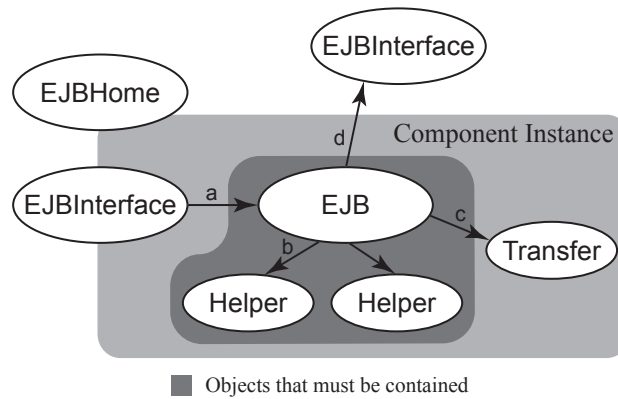 EJBInterface
EJBHome
d
Component Instance
EJBInterface
a
EJB
c
b
Transfer
Helper
Helper
Objects that must be contained